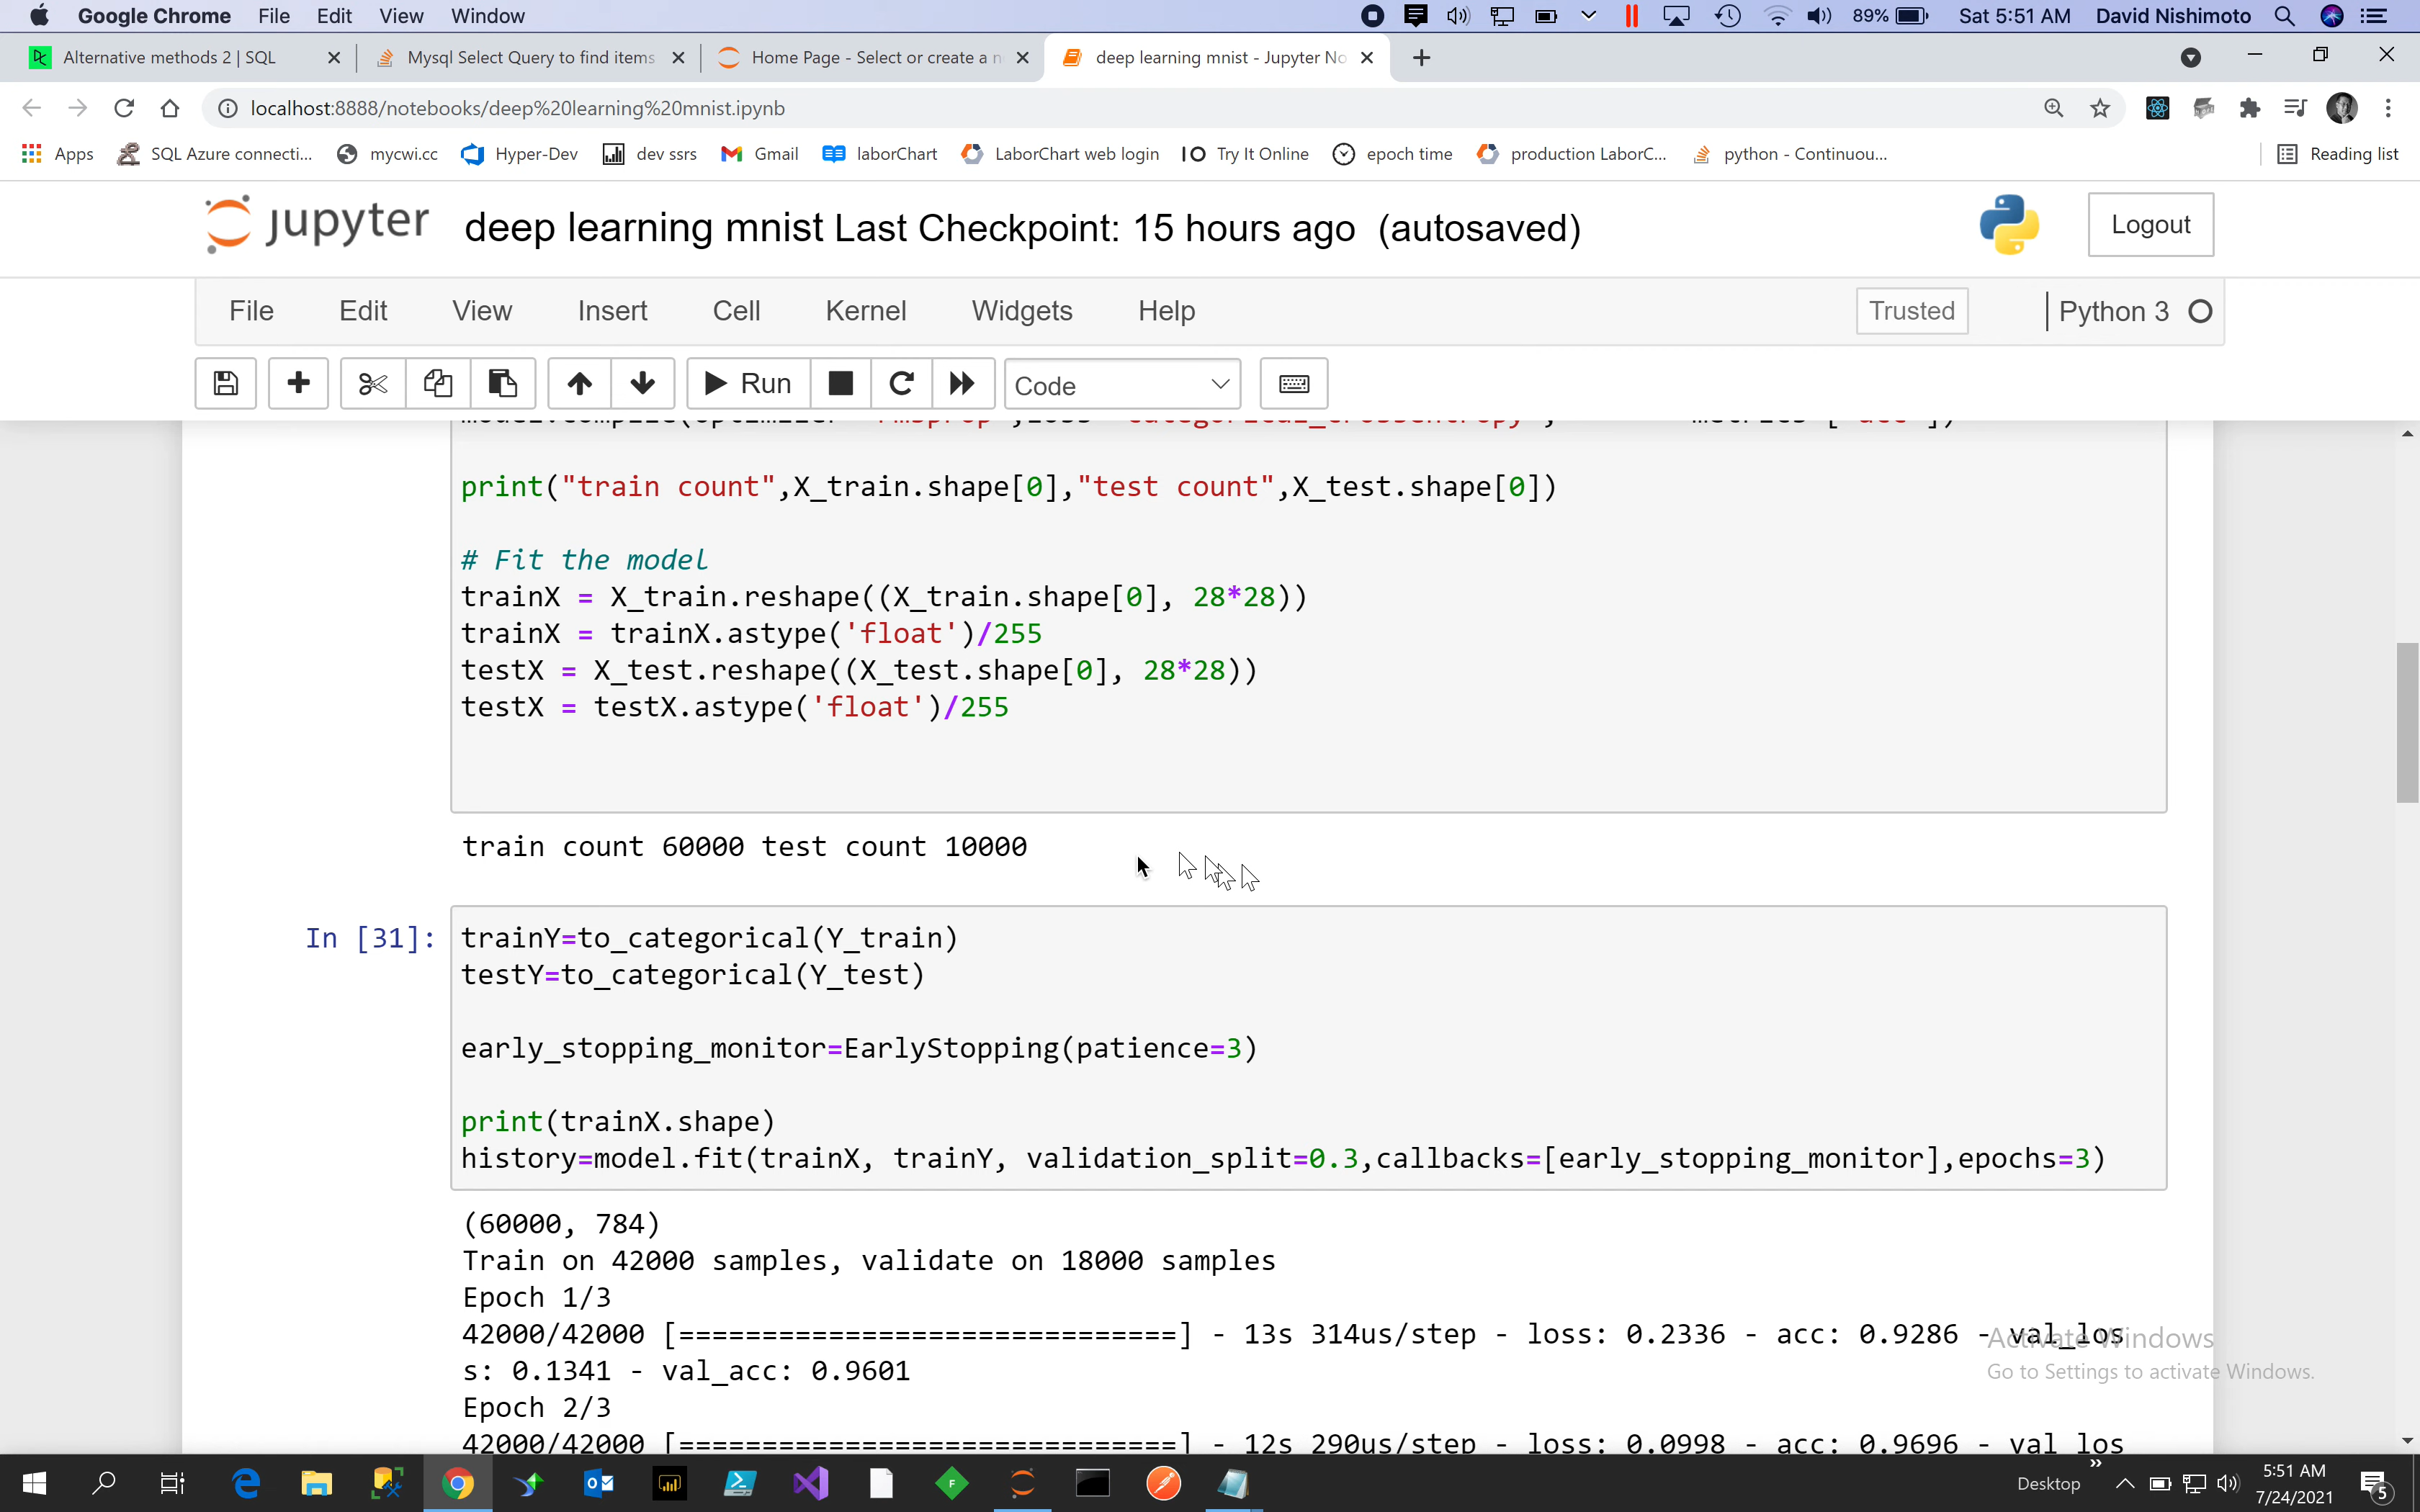 Google Chrome File Edit View Window 89% Sat 5:51 AM David Nishimoto
Alternative methods 2 | SQL Mysql Select Query to find items Home Page - Select or create a n deep learning mnist - Jupyter No
localhost:8888/notebooks/deep%20learning%20mnist.ipynb
Apps SQL Azure connecti... mycwi.cc Hyper-Dev dev ssrs Gmail laborChart LaborChart web login Try It Online epoch time production LaborC... python - Continuou... Reading list
jupyter deep learning mnist Last Checkpoint: 15 hours ago (autosaved) Logout
File Edit View Insert Cell Kernel Widgets Help Trusted Python 3
Run Code
print("train count",X_train.shape[0],"test count",X_test.shape[0])
# Fit the model
trainX = X_train.reshape((X_train.shape[0], 28*28))
trainX = trainX.astype('float')/255
testX = X_test.reshape((X_test.shape[0], 28*28))
testX = testX.astype('float')/255
train count 60000 test count 10000
In [31]: trainY=to_categorical(Y_train)
testY=to_categorical(Y_test)
early_stopping_monitor=EarlyStopping(patience=3)
print(trainX.shape)
history=model.fit(trainX, trainY, validation_split=0.3,callbacks=[early_stopping_monitor],epochs=3)
(60000, 784)
Train on 42000 samples, validate on 18000 samples
Epoch 1/3
42000/42000 [==============================] - 13s 314us/step - loss: 0.2336 - acc: 0.9286 - val_los
s: 0.1341 - val_acc: 0.9601
Activate Windows
Go to Settings to activate Windows.
Epoch 2/3
42000/42000 [==============================] - 12s 290us/step - loss: 0.0998 - acc: 0.9696 - val_los
Desktop 5:51 AM
7/24/2021 5